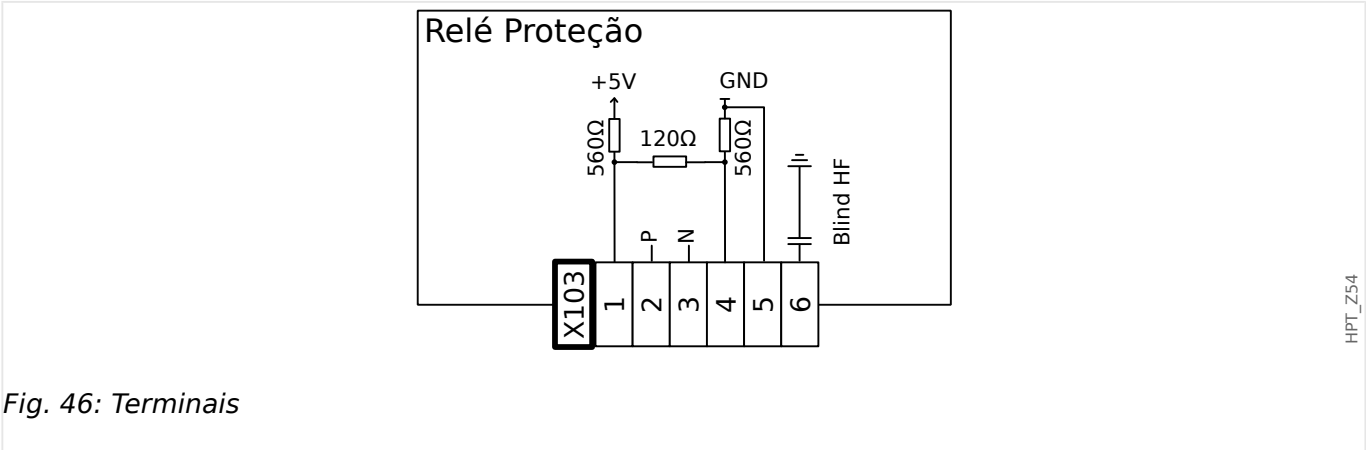 Relé Proteção
+5V
GND
560Ω
120Ω
560Ω
Blind HF
P
N
X103
1
2
3
4
5
6
HPT_Z54
Fig. 46: Terminais